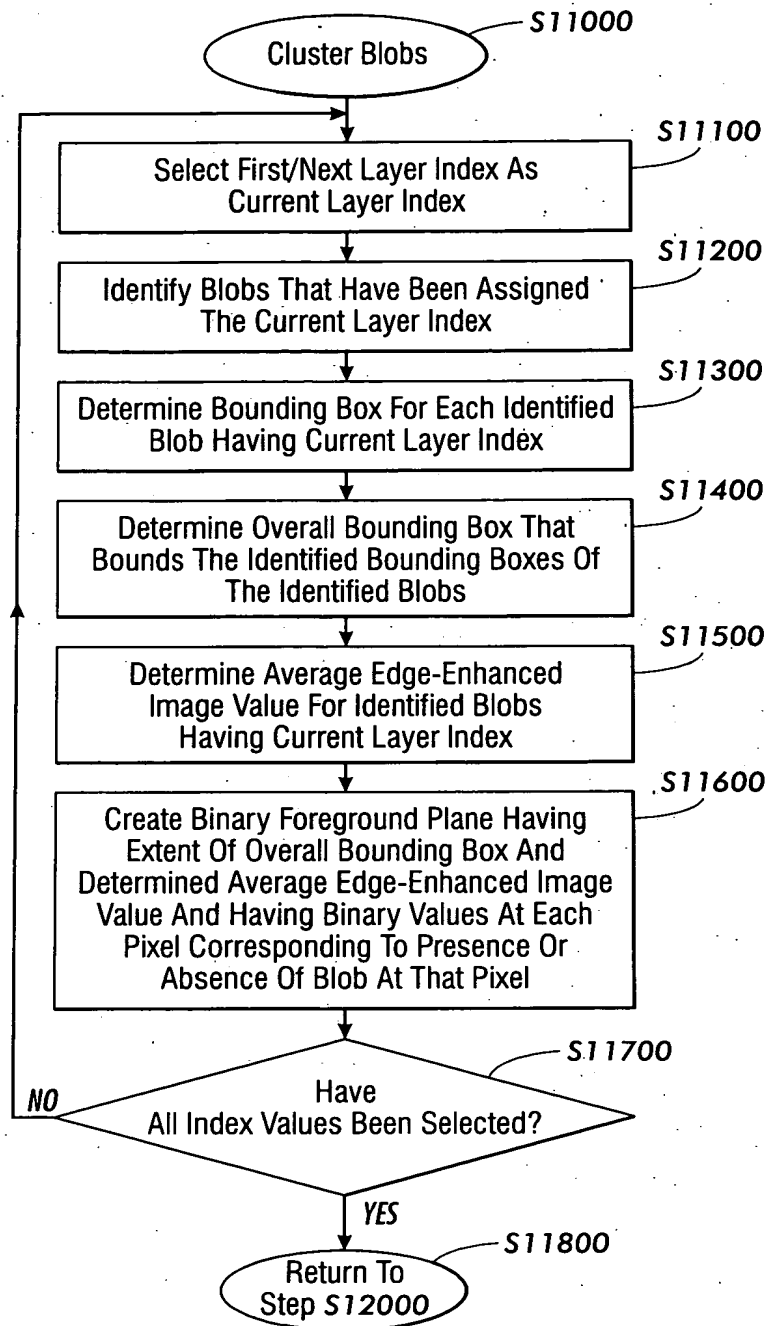 S11000
Cluster Blobs
S11100
Select First/Next Layer Index As
Current Layer Index
S11200
Identify Blobs That Have Been Assigned
The Current Layer Index
S11300
Determine Bounding Box For Each Identified
Blob Having Current Layer Index
S11400
Determine Overall Bounding Box That
Bounds The Identified Bounding Boxes Of
The Identified Blobs
S11500
Determine Average Edge-Enhanced
Image Value For Identified Blobs
Having Current Layer Index
S11600
Create Binary Foreground Plane Having
Extent Of Overall Bounding Box And
Determined Average Edge-Enhanced Image
Value And Having Binary Values At Each
Pixel Corresponding To Presence Or
Absence Of Blob At That Pixel
S11700
NO
Have
All Index Values Been Selected?
YES
S11800
Return To
Step S12000